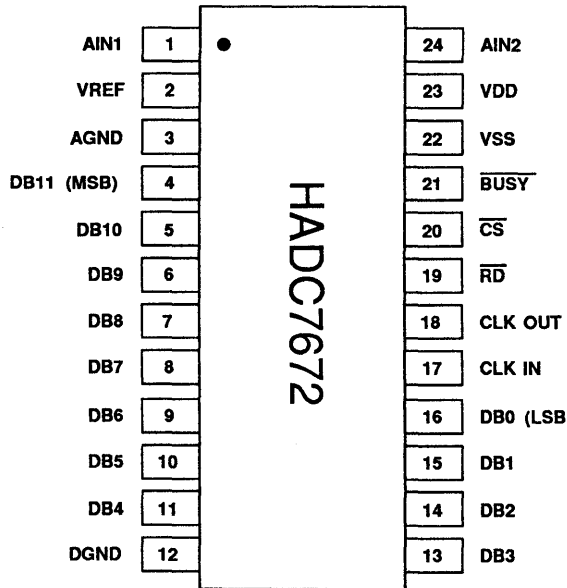 AIN1 1 24 AIN2
VREF 2 23 VDD
AGND 3 22 VSS
DB11 (MSB) 4 21 BUSY
DB10 5 20 CS
DB9 6 19 RD
DB8 7 18 CLK OUT
DB7 8 17 CLK IN
DB6 9 16 DB0 (LSB
DB5 10 15 DB1
DB4 11 14 DB2
DGND 12 13 DB3
HADC7672